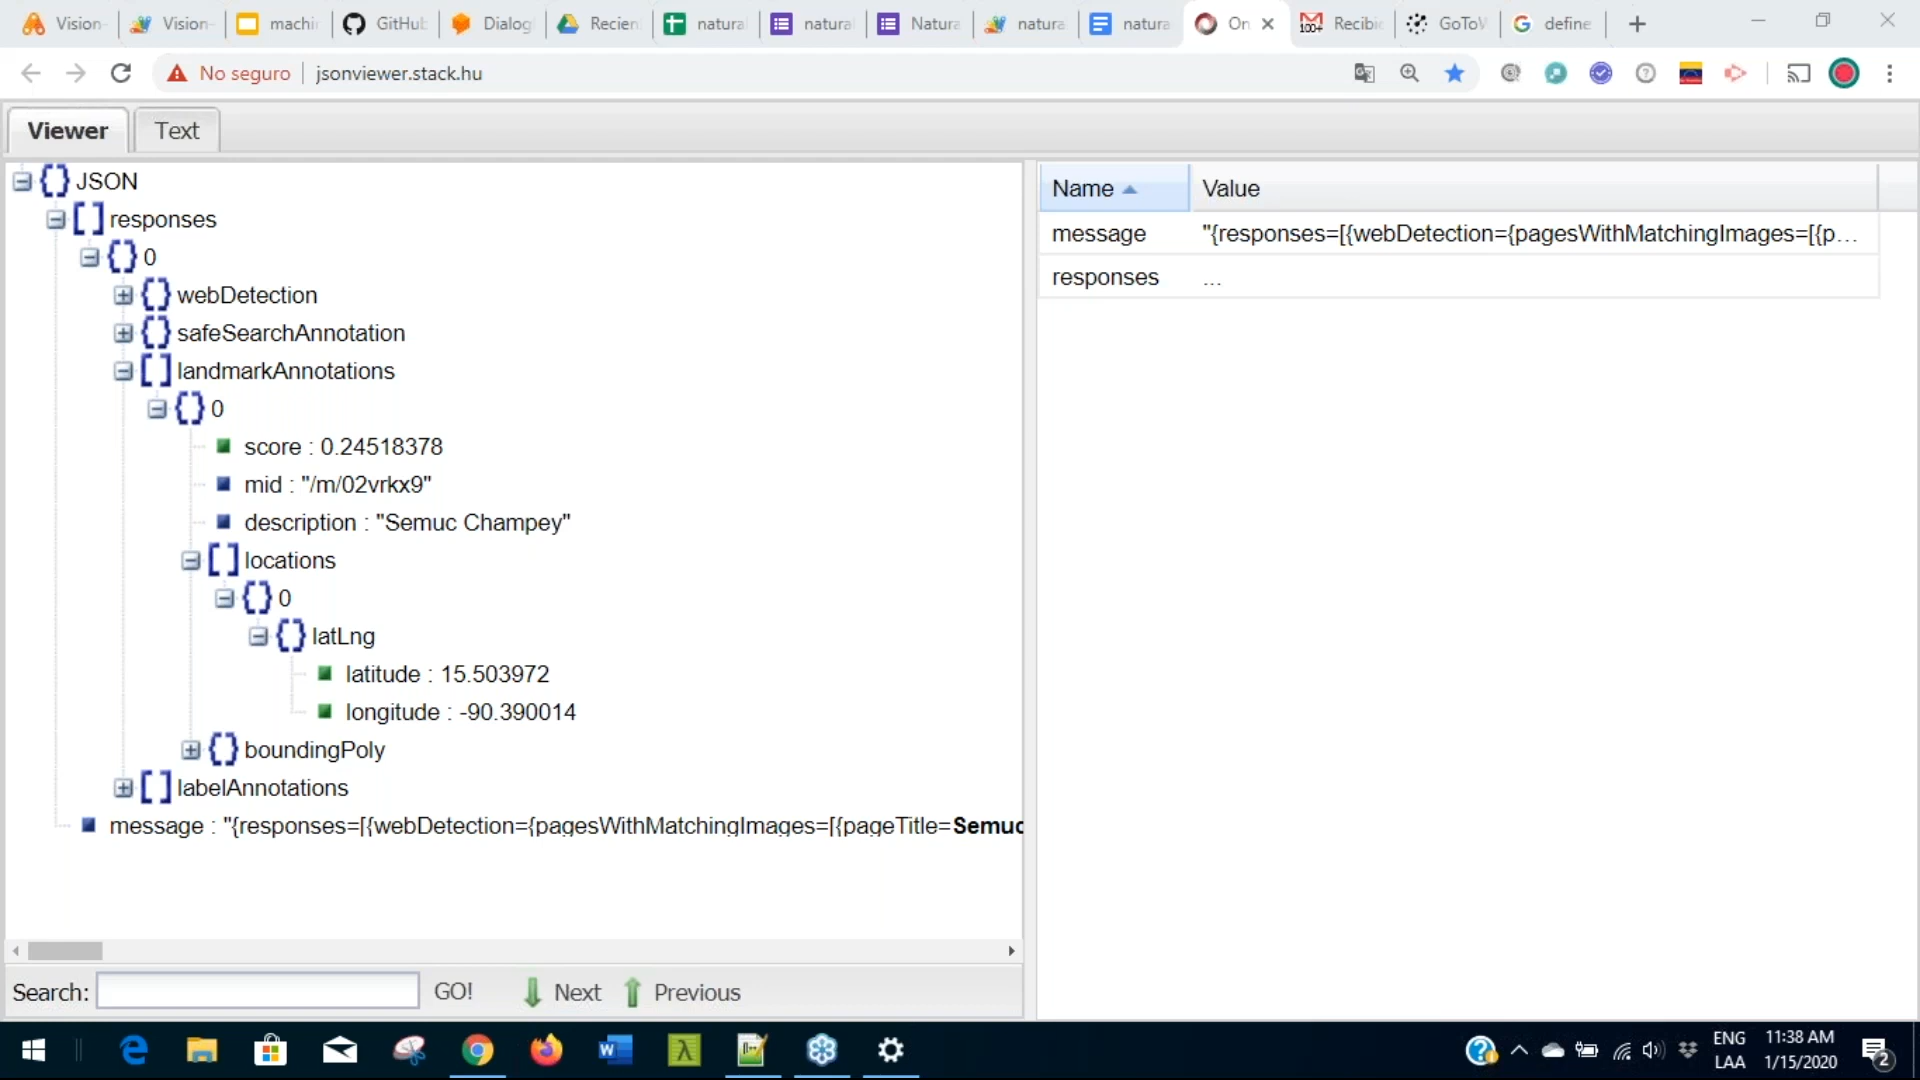 Vision-
Vision-
machi
GitHub
Dialog
Recien
natura
natura
Natura
natura
natura
On
100+
Recibi
GoToW
define
No seguro
jsonviewer.stack.hu
Viewer
Text
JSON
responses
0
webDetection
safeSearchAnnotation
landmarkAnnotations
0
score : 0.24518378
mid : "/m/02vrkx9"
description : "Semuc Champey"
locations
0
latLng
latitude : 15.503972
longitude : -90.390014
boundingPoly
labelAnnotations
message : "{responses=[{webDetection={pagesWithMatchingImages=[{pageTitle=Semuc
Name Value
message "{responses=[{webDetection={pagesWithMatchingImages=[{p...
responses ...
Search: GO! Next Previous
ENG 11:38 AM
LAA 1/15/2020
2